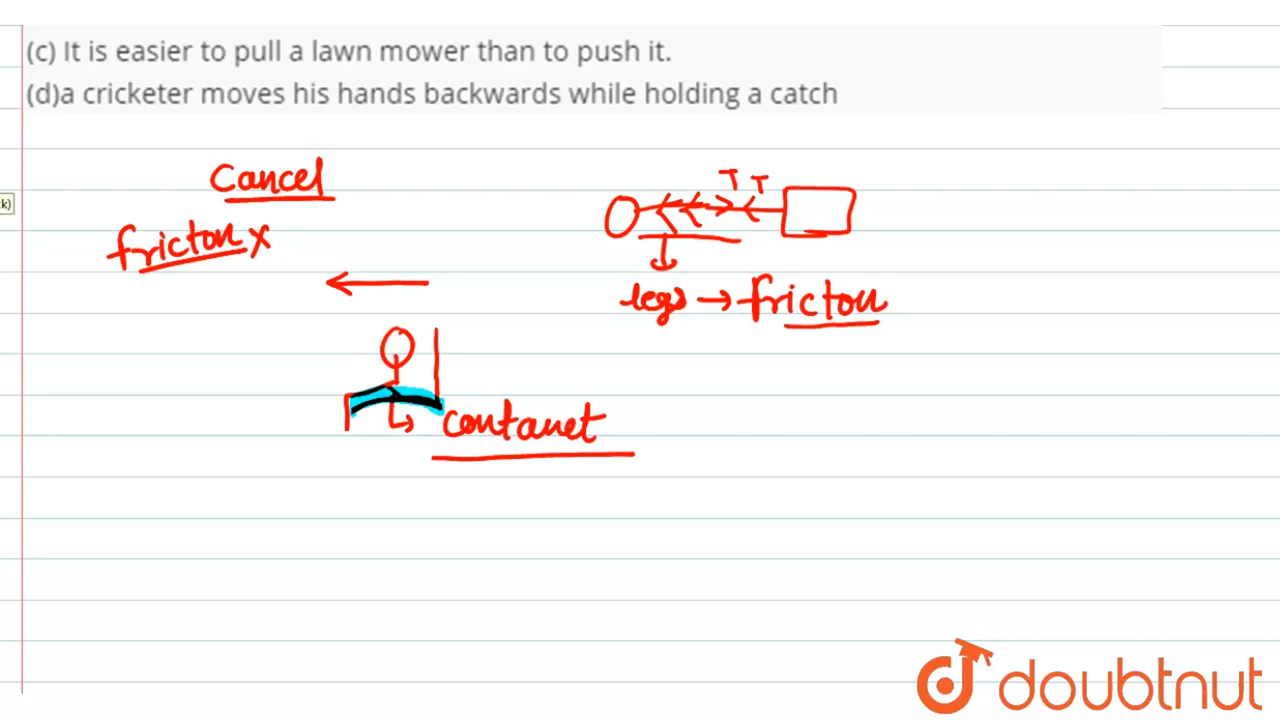 (c) It is easier to pull a lawn mower than to push it.
(d)a cricketer moves his hands backwards while holding a catch
k)
Cancel
fricton x
T T
legs → fricton
contanet
doubtnut